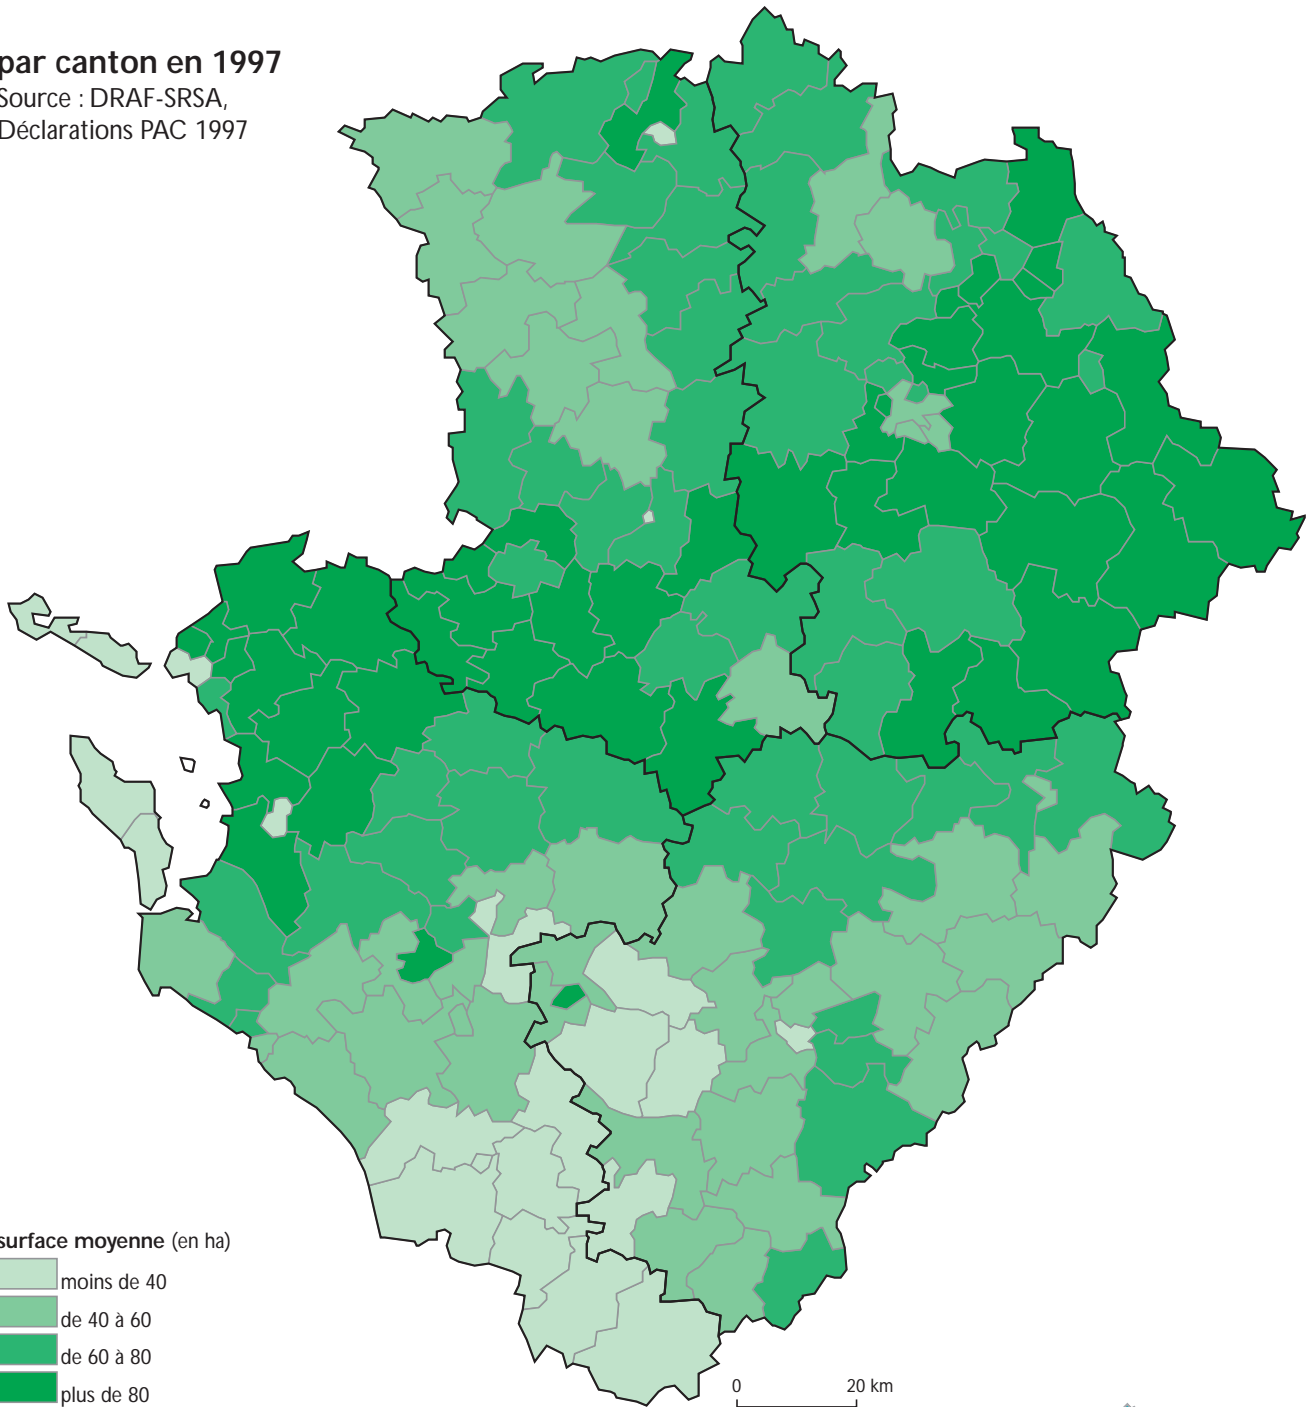 par canton en 1997
Source : DRAF-SRSA,
Déclarations PAC 1997
surface moyenne (en ha)
moins de 40
de 40 à 60
de 60 à 80
plus de 80
0 20 km